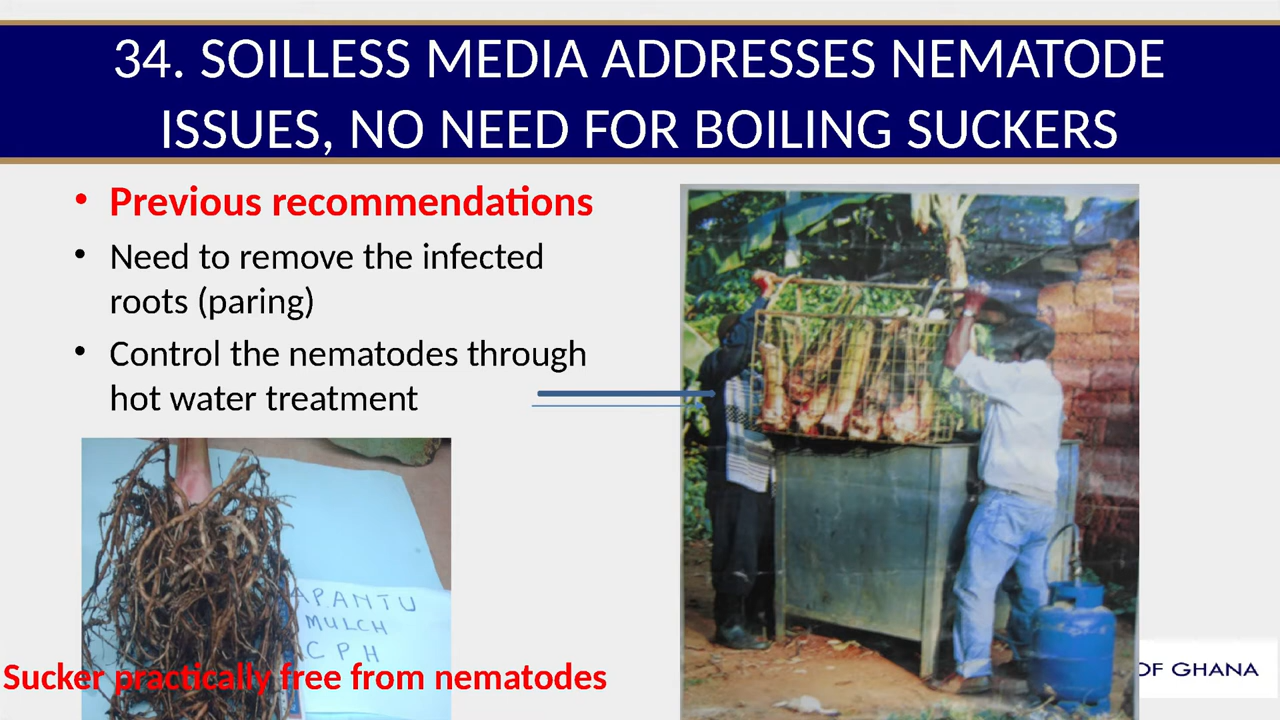 34. SOILLESS MEDIA ADDRESSES NEMATODE
ISSUES, NO NEED FOR BOILING SUCKERS
• Previous recommendations
• Need to remove the infected
roots (paring)
• Control the nematodes through
hot water treatment
APANTU
MULCH
CPH
Sucker practically free from nematodes
OF GHANA